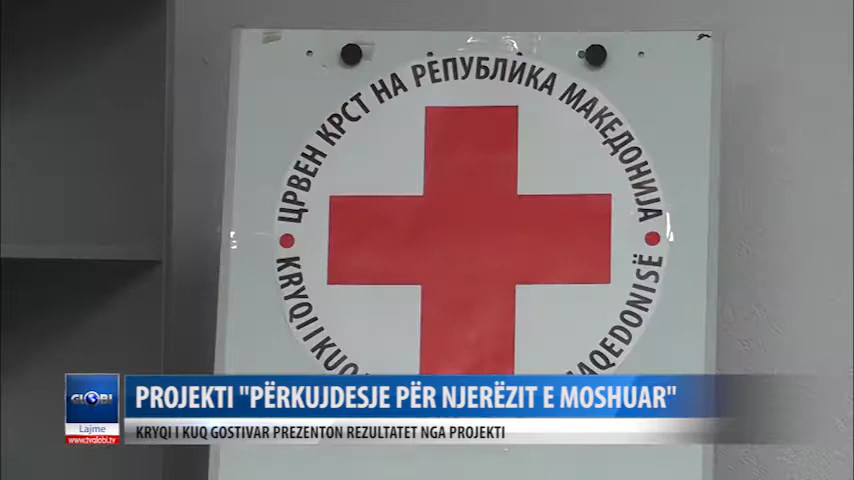 ЦРВЕН КРСТ НА РЕПУБЛИКА МАКЕДОНИЈА
KRYQI I KUQ
MAQEDONISË
PROJEKTI "PËRKUJDESJE PËR NJERËZIT E MOSHUAR"
KRYQI I KUQ GOSTIVAR PREZENTON REZULTATET NGA PROJEKTI
GLOBI
Lajme
www.tvglobi.tv